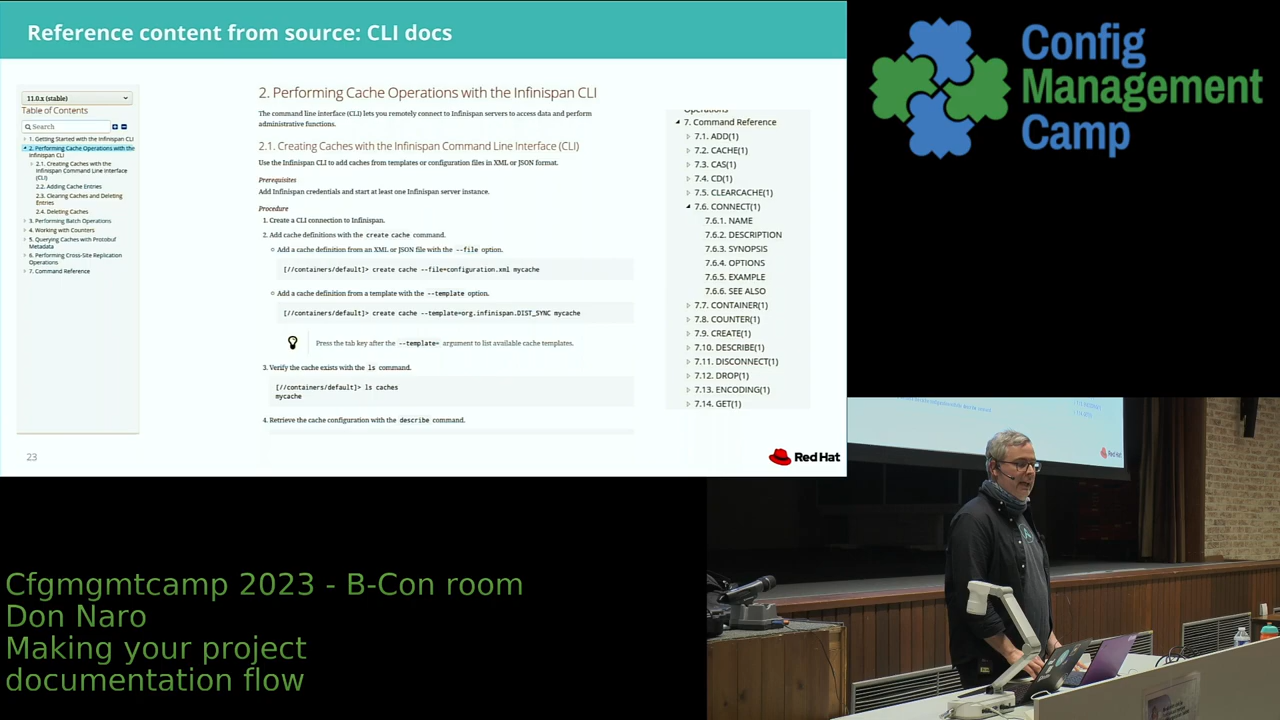 Reference content from source: CLI docs
11.0.x (stable)
Table of Contents
Search
1. Getting Started with the Infinispan CLI
2. Performing Cache Operations with the
Infinispan CLI
2.1. Creating Caches with the
Infinispan Command Line Interface
(CLI)
2.2. Adding Cache Entries
2.3. Clearing Caches and Deleting
Entries
2.4. Deleting Caches
3. Performing Batch Operations
4. Working with Counters
5. Querying Caches with Protobuf
Metadata
6. Performing Cross-Site Replication
Operations
7. Command Reference
2. Performing Cache Operations with the Infinispan CLI
The command line interface (CLI) lets you remotely connect to Infinispan servers to access data and perform
administrative functions.
2.1. Creating Caches with the Infinispan Command Line Interface (CLI)
Use the Infinispan CLI to add caches from templates or configuration files in XML or JSON format.
Prerequisites
Add Infinispan credentials and start at least one Infinispan server instance.
Procedure
1. Create a CLI connection to Infinispan.
2. Add cache definitions with the create cache command.
Add a cache definition from an XML or JSON file with the --file option.
[//containers/default]> create cache --file=configuration.xml mycache
Add a cache definition from a template with the --template option.
[//containers/default]> create cache --template=org.infinispan.DIST_SYNC mycache
Press the tab key after the --template= argument to list available cache templates.
3. Verify the cache exists with the ls command.
[//containers/default]> ls caches
mycache
4. Retrieve the cache configuration with the describe command.
Operations
7. Command Reference
7.1. ADD(1)
7.2. CACHE(1)
7.3. CAS(1)
7.4. CD(1)
7.5. CLEARCACHE(1)
7.6. CONNECT(1)
7.6.1. NAME
7.6.2. DESCRIPTION
7.6.3. SYNOPSIS
7.6.4. OPTIONS
7.6.5. EXAMPLE
7.6.6. SEE ALSO
7.7. CONTAINER(1)
7.8. COUNTER(1)
7.9. CREATE(1)
7.10. DESCRIBE(1)
7.11. DISCONNECT(1)
7.12. DROP(1)
7.13. ENCODING(1)
7.14. GET(1)
23
Red Hat
Config
Management
Camp
Red Hat
Cfgmgmtcamp 2023 - B-Con room
Don Naro
Making your project
documentation flow